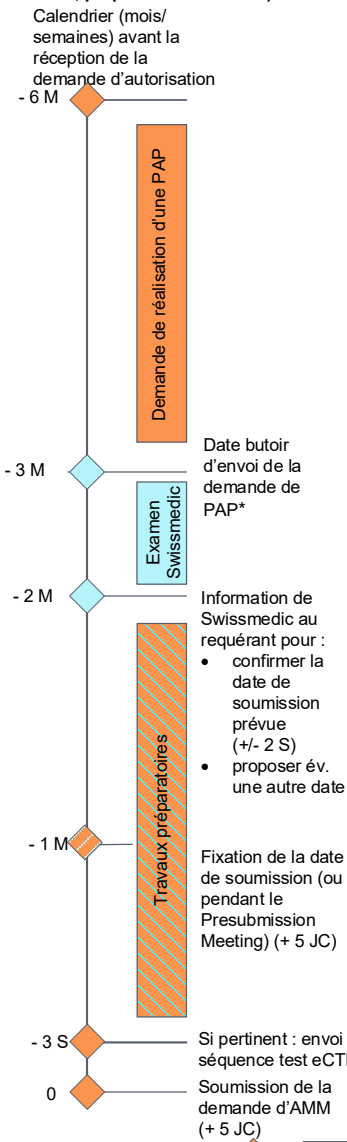 Calendrier (mois/
semaines) avant la
réception de la
demande d'autorisation
- 6 M
Demande de réalisation d'une PAP
- 3 M
Date butoir
d'envoi de la
demande de
PAP*
Examen
Swissmedic
- 2 M
Information de
Swissmedic au
requérant pour :
• confirmer la
date de
soumission
prévue
(+/- 2 S)
• proposer év.
une autre date
Travaux préparatoires
- 1 M
Fixation de la date
de soumission (ou
pendant le
Presubmission
Meeting) (+ 5 JC)
- 3 S
Si pertinent : envoi
séquence test
0
Soumission de la
demande d'AMM
(+ 5 JC)